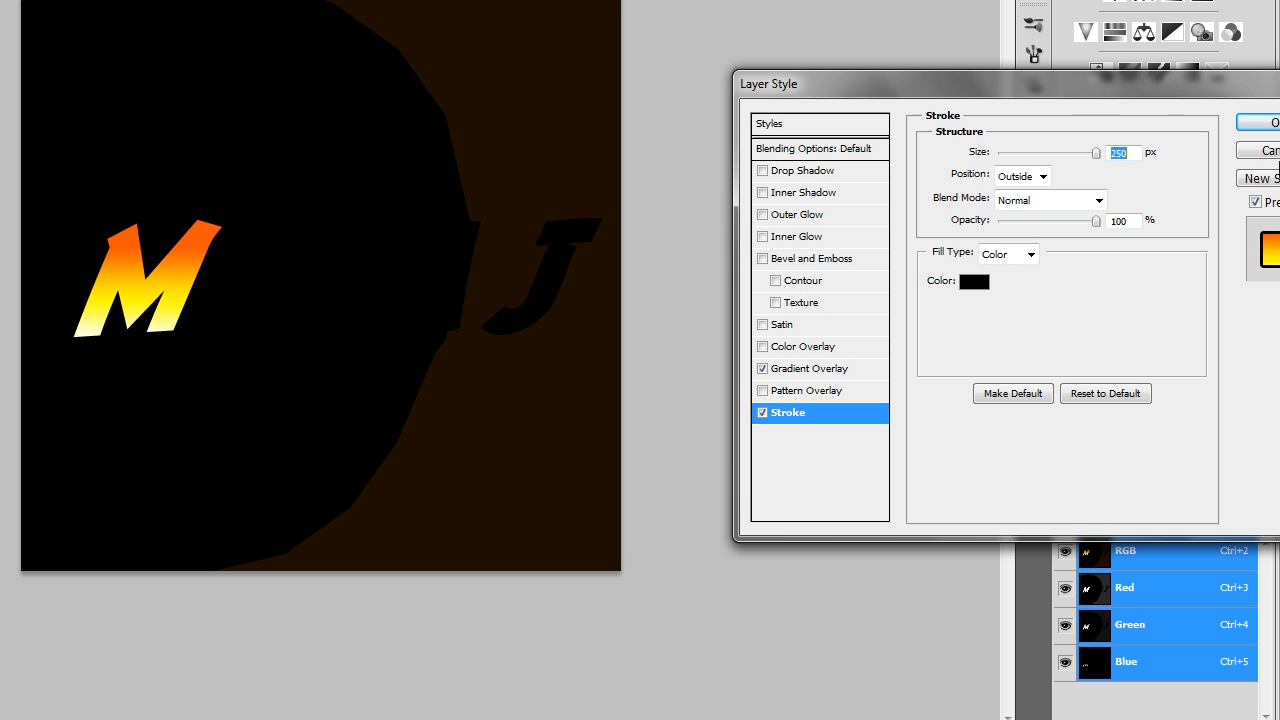 M J
Layer Style
Styles
Blending Options: Default
Drop Shadow
Inner Shadow
Outer Glow
Inner Glow
Bevel and Emboss
Contour
Texture
Satin
Color Overlay
Gradient Overlay
Pattern Overlay
Stroke
Stroke
Structure
Size: 250 px
Position: Outside
Blend Mode: Normal
Opacity: 100 %
Fill Type: Color
Color:
Make Default Reset to Default
New
RGB Ctrl+2
Red Ctrl+3
Green Ctrl+4
Blue Ctrl+5